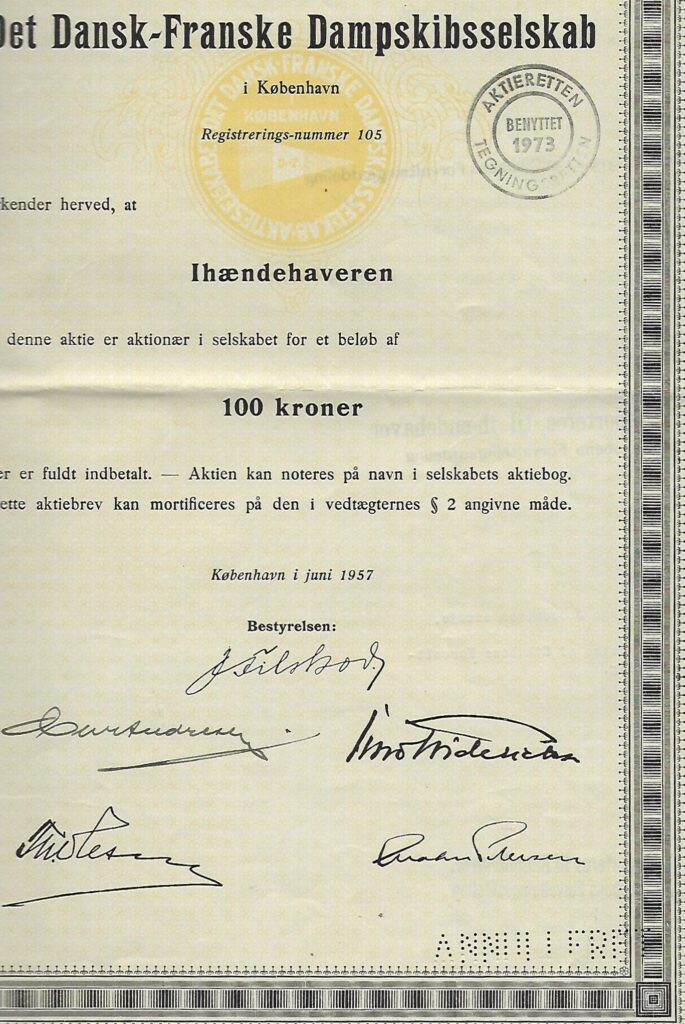 Det Dansk-Franske Dampskibsselskab
i København
Registrerings-nummer 105
AKTIERETTEN
BENYTTET
1973
KØBENHAVN
kender herved, at
Ihændehaveren
denne aktie er aktionær i selskabet for et beløb af
100 kroner
er er fuldt indbetalt. — Aktien kan noteres på navn i selskabets aktiebog.
ette aktiebrev kan mortificeres på den i vedtægternes § 2 angivne måde.
København i juni 1957
Bestyrelsen: